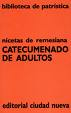 biblioteca de patrística
nicetas de remesiana
CATECUMENADO
DE ADULTOS
editorial ciudad nueva